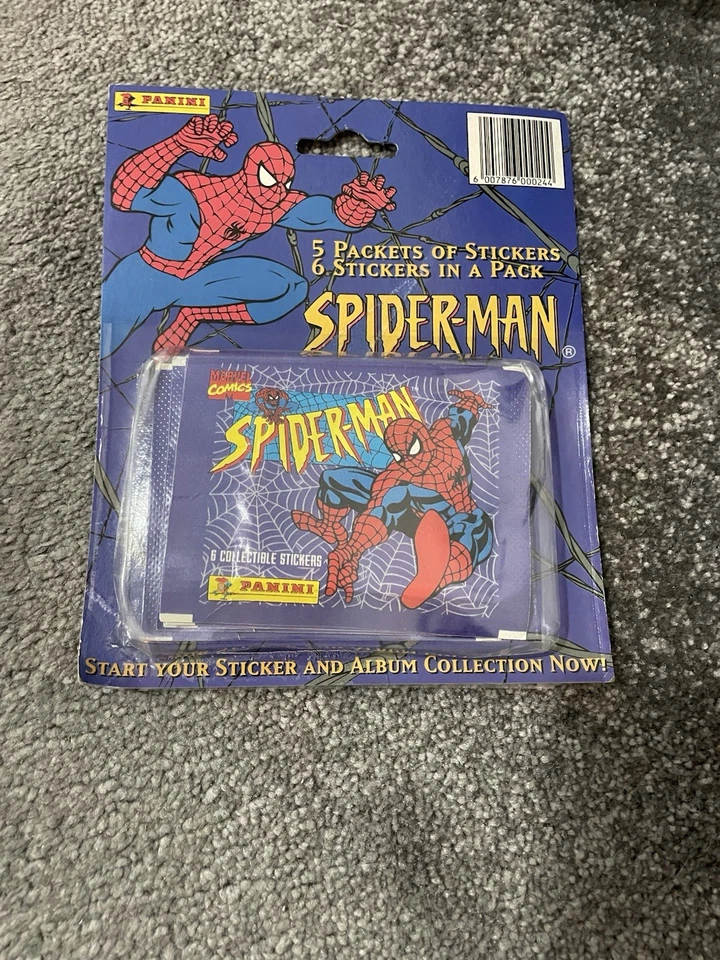 PANINI
6 007876 000244
5 PACKETS OF STICKERS
6 STICKERS IN A PACK
SPIDER-MAN®
MARVEL
COMICS
SPIDER-MAN
6 COLLECTIBLE STICKERS
PANINI
START YOUR STICKER AND ALBUM COLLECTION NOW!